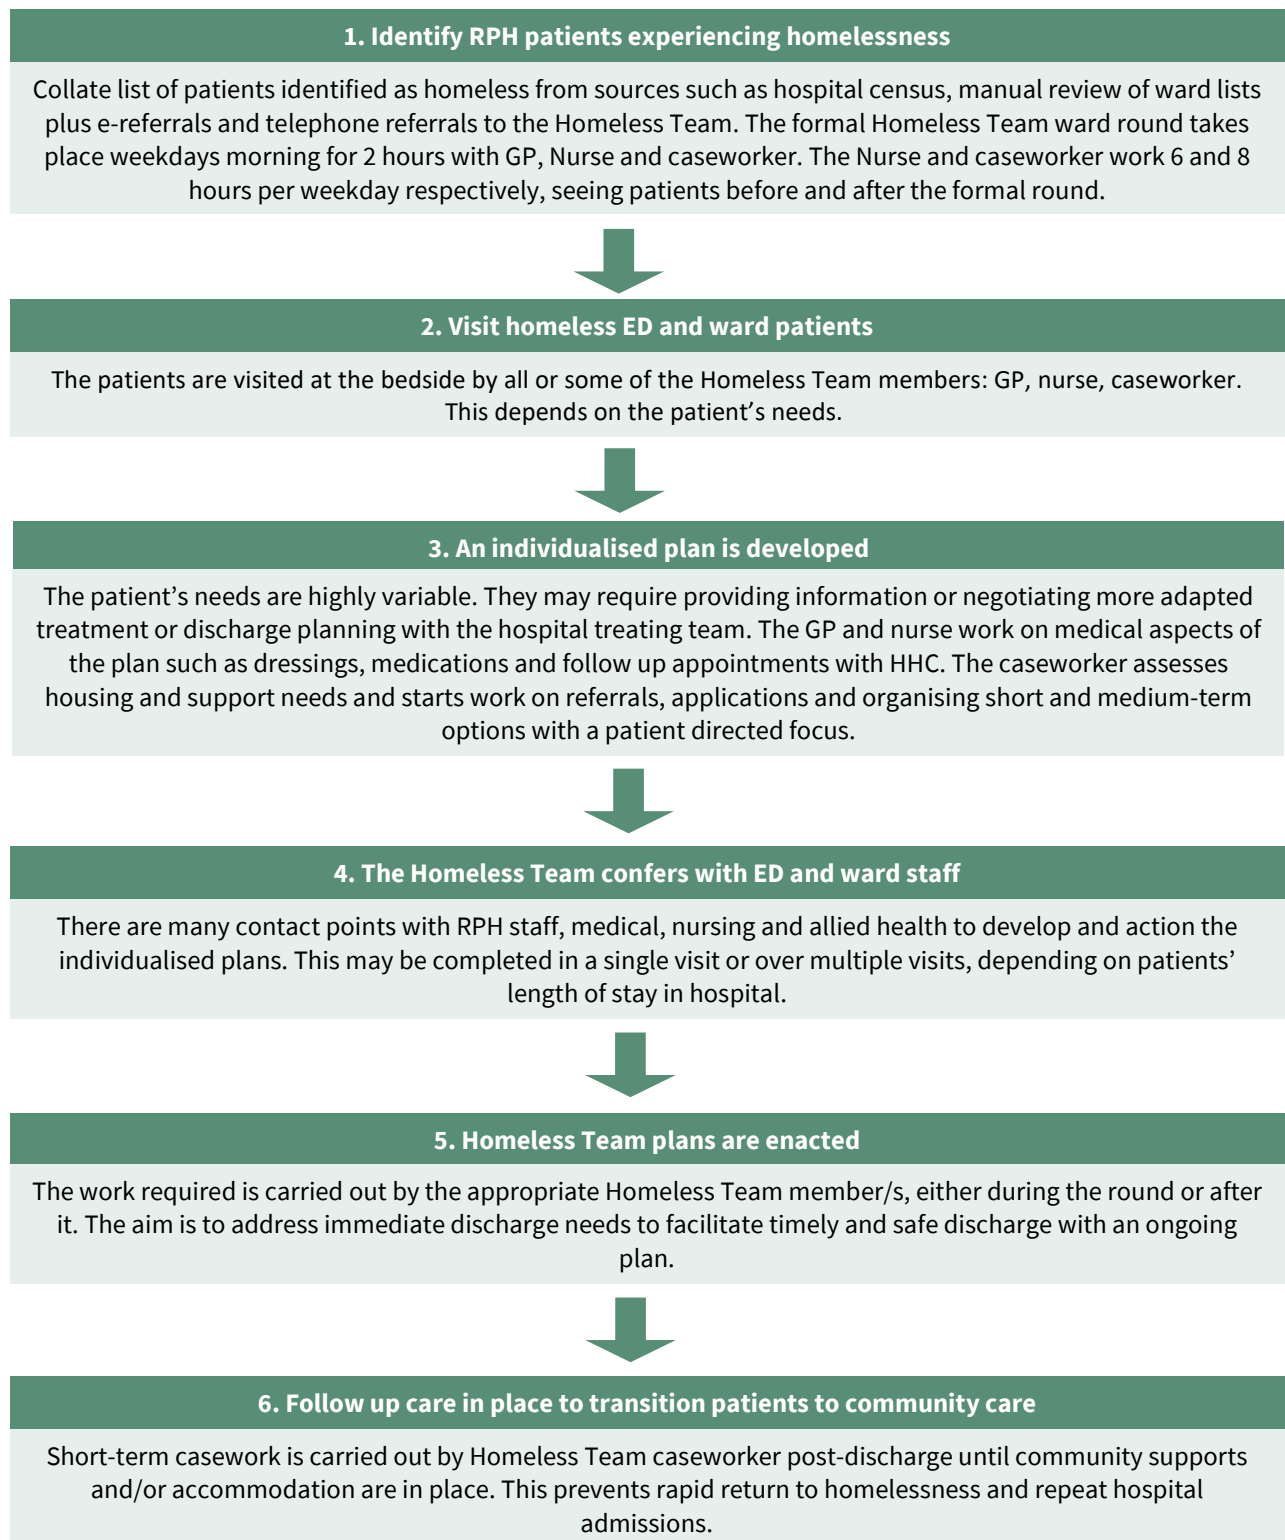 1. Identify RPH patients experiencing homelessness
Collate list of patients identified as homeless from sources such as hospital census, manual review of ward lists
plus e-referrals and telephone referrals to the Homeless Team. The formal Homeless Team ward round takes
place weekdays morning for 2 hours with GP, Nurse and caseworker. The Nurse and caseworker work 6 and 8
hours per weekday respectively, seeing patients before and after the formal round.
2. Visit homeless ED and ward patients
The patients are visited at the bedside by all or some of the Homeless Team members: GP, nurse, caseworker.
This depends on the patient’s needs.
3. An individualised plan is developed
The patient’s needs are highly variable. They may require providing information or negotiating more adapted
treatment or discharge planning with the hospital treating team. The GP and nurse work on medical aspects of
the plan such as dressings, medications and follow up appointments with HHC. The caseworker assesses
housing and support needs and starts work on referrals, applications and organising short and medium-term
options with a patient directed focus.
4. The Homeless Team confers with ED and ward staff
There are many contact points with RPH staff, medical, nursing and allied health to develop and action the
individualised plans. This may be completed in a single visit or over multiple visits, depending on patients’
length of stay in hospital.
5. Homeless Team plans are enacted
The work required is carried out by the appropriate Homeless Team member/s, either during the round or after
it. The aim is to address immediate discharge needs to facilitate timely and safe discharge with an ongoing
plan.
6. Follow up care in place to transition patients to community care
Short-term casework is carried out by Homeless Team caseworker post-discharge until community supports
and/or accommodation are in place. This prevents rapid return to homelessness and repeat hospital
admissions.